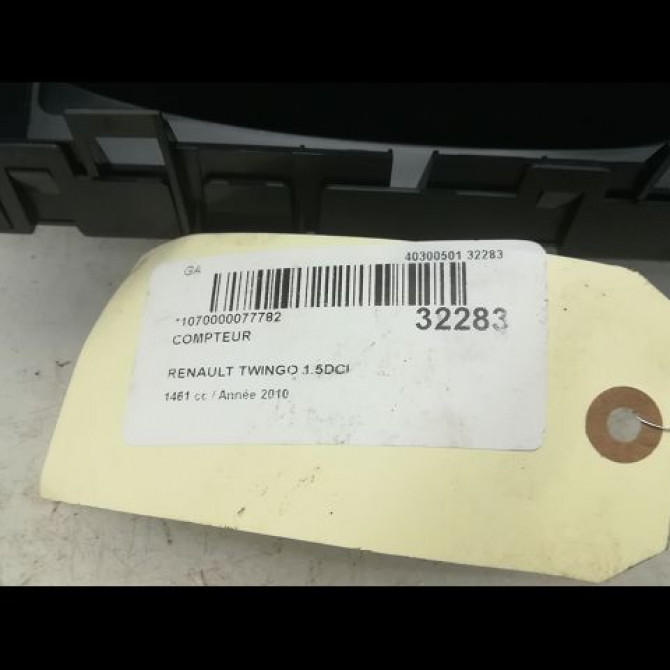 GA
40300501 32283
*1070000077782
32283
COMPTEUR
RENAULT TWINGO 1.5DCI
1461 cc / Année 2010